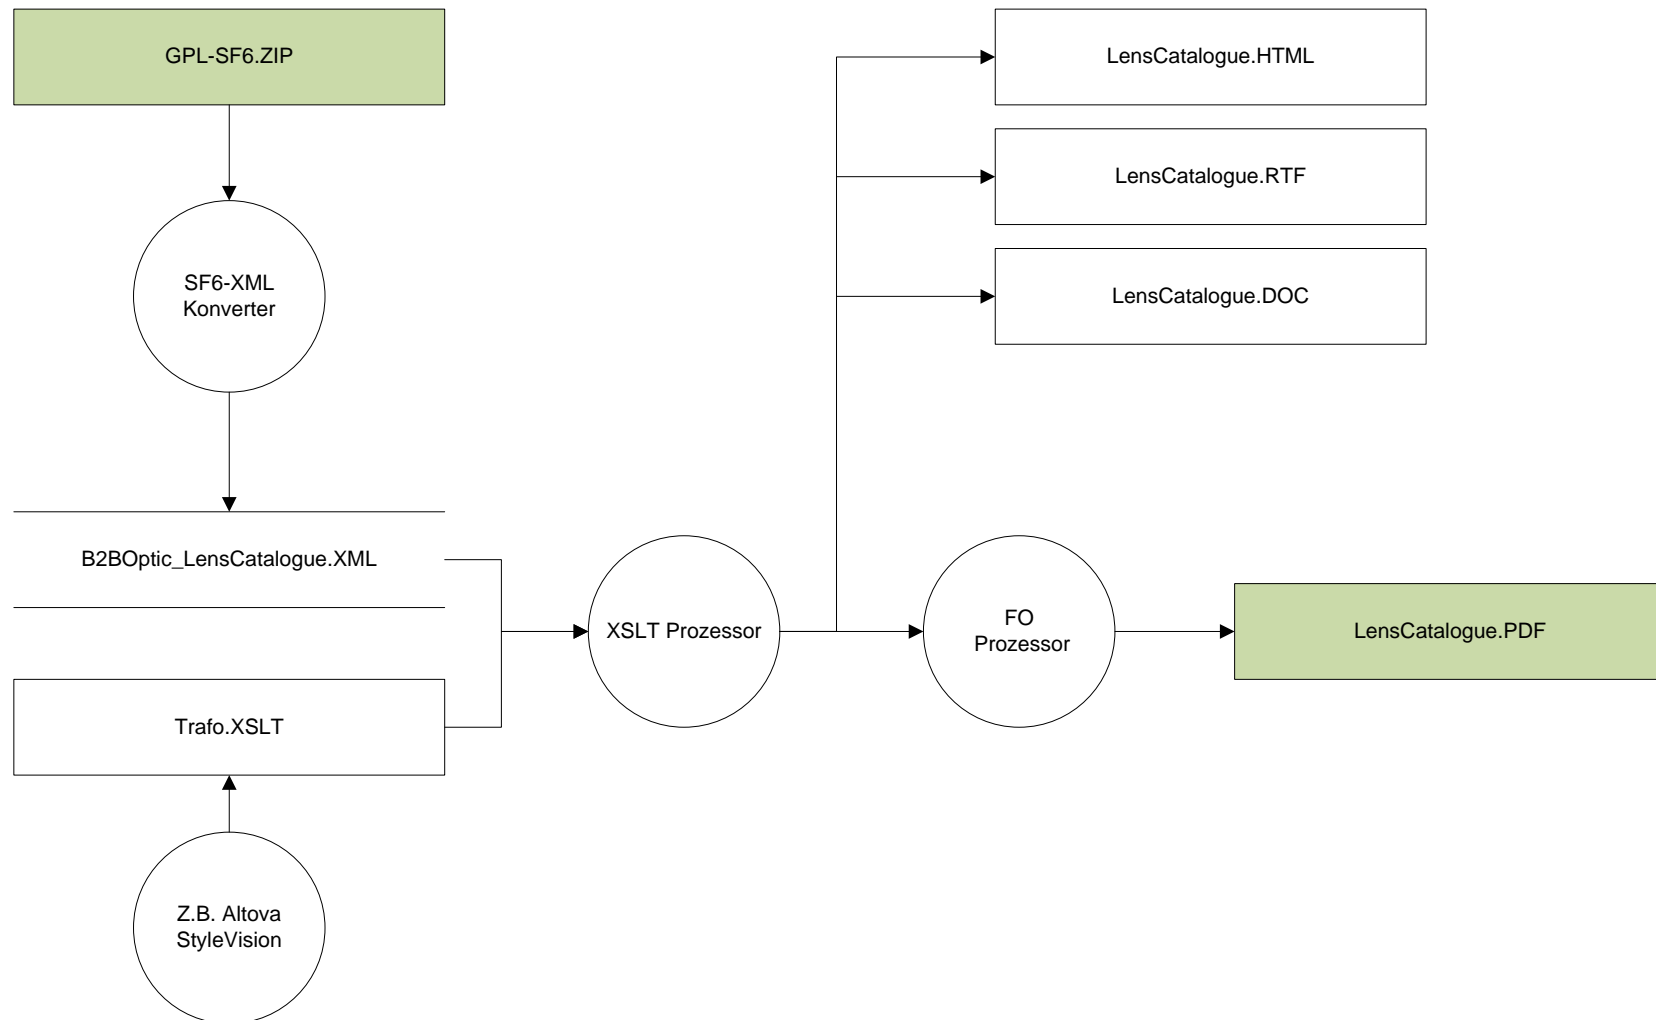 GPL-SF6.ZIP
LensCatalogue.HTML
LensCatalogue.RTF
SF6-XML
Konverter
LensCatalogue.DOC
B2BOptic_LensCatalogue.XML
XSLT Prozessor
FO
Prozessor
LensCatalogue.PDF
Trafo.XSLT
Z.B. Altova
StyleVision